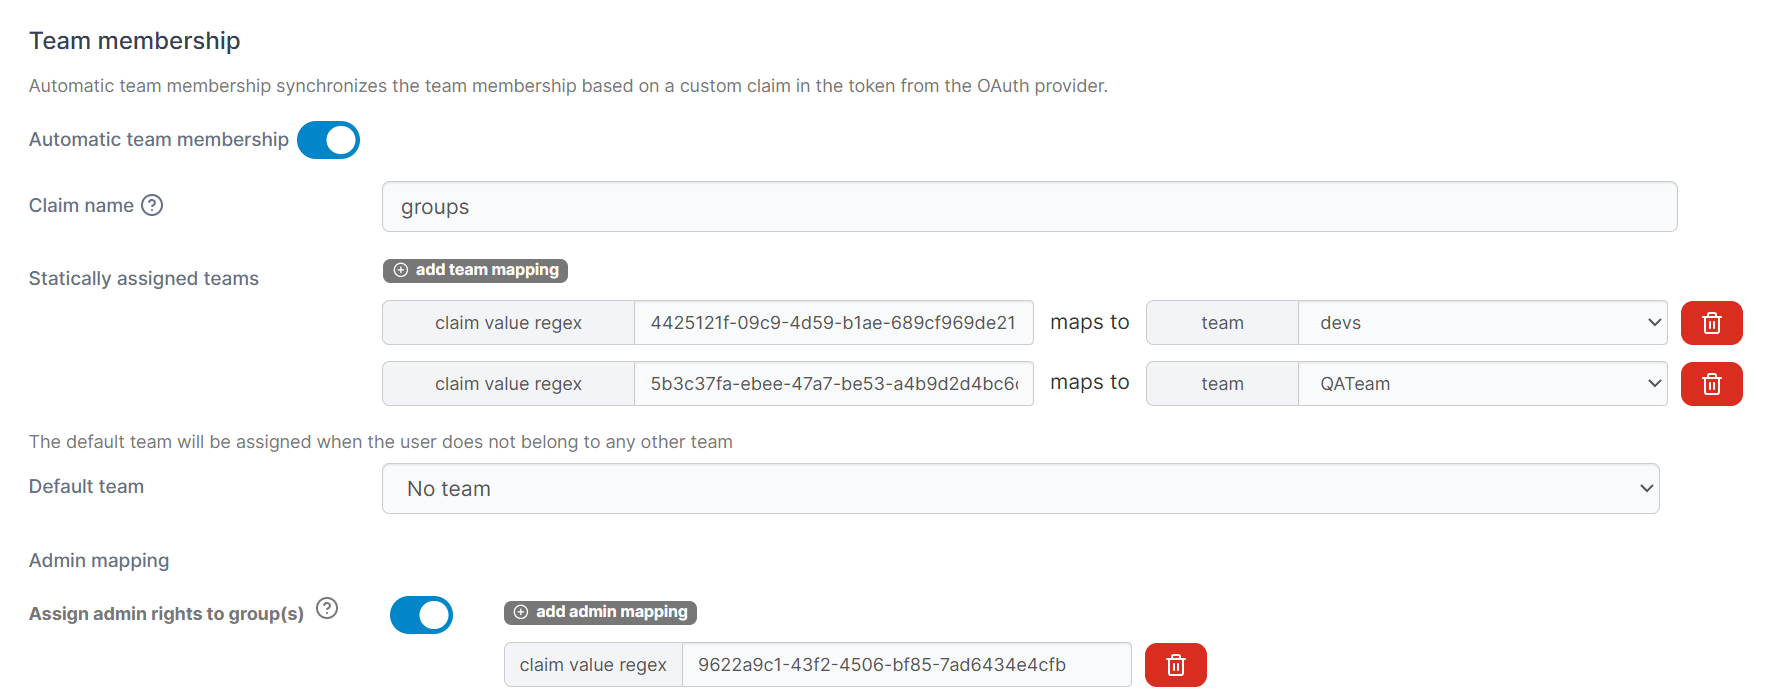 Team membership
Automatic team membership synchronizes the team membership based on a custom claim in the token from the OAuth provider.
Automatic team membership
Claim name ?
groups
Statically assigned teams
add team mapping
claim value regex 4425121f-09c9-4d59-b1ae-689cf969de21 maps to team devs
claim value regex 5b3c37fa-ebee-47a7-be53-a4b9d2d4bc6 maps to team QATeam
The default team will be assigned when the user does not belong to any other team
Default team
No team
Admin mapping
Assign admin rights to group(s) ?
add admin mapping
claim value regex 9622a9c1-43f2-4506-bf85-7ad6434e4cfb